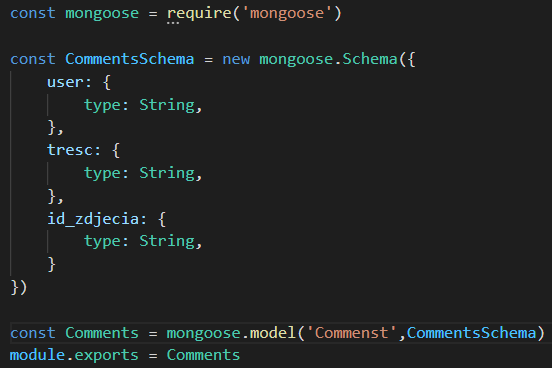 const mongoose = require('mongoose')
const CommentsSchema = new mongoose.Schema({
user: {
type: String,
},
tresc: {
type: String,
},
id_zdjecia: {
type: String,
}
})
const Comments = mongoose.model('Commenst',CommentsSchema)
module.exports = Comments